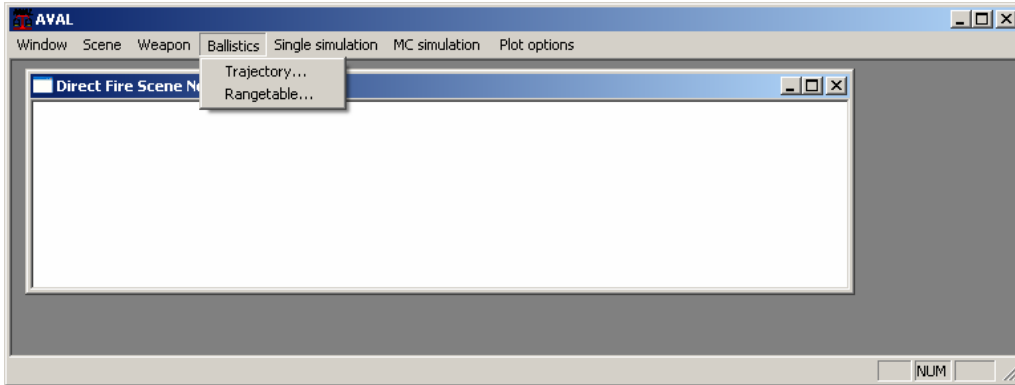 AVAL
Window Scene Weapon Ballistics Single simulation MC simulation Plot options
Trajectory...
Direct Fire Scene
Rangetable...
NUM